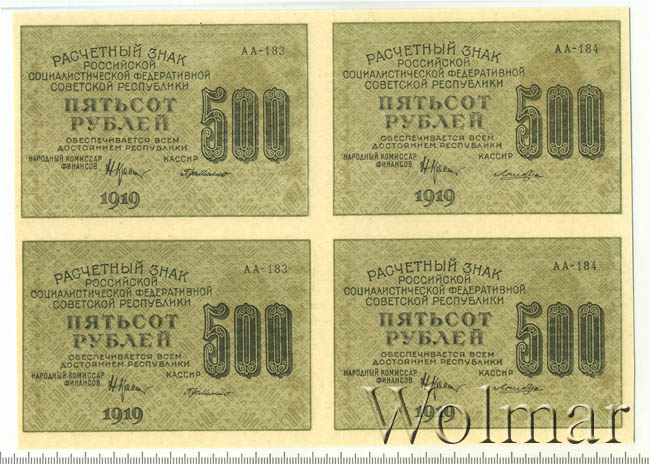 РАСЧЕТНЫЙ ЗНАК
АА-183
РОССИЙСКОЙ
СОЦИАЛИСТИЧЕСКОЙ ФЕДЕРАТИВНОЙ
СОВЕТСКОЙ РЕСПУБЛИКИ
ПЯТЬСОТ
РУБЛЕЙ
500
ОБЕСПЕЧИВАЕТСЯ ВСЕМ
ДОСТОЯНИЕМ РЕСПУБЛИКИ
НАРОДНЫЙ КОМИССАР
ФИНАНСОВ
КАССИР
1919
РАСЧЕТНЫЙ ЗНАК
АА-184
РОССИЙСКОЙ
СОЦИАЛИСТИЧЕСКОЙ ФЕДЕРАТИВНОЙ
СОВЕТСКОЙ РЕСПУБЛИКИ
ПЯТЬСОТ
РУБЛЕЙ
500
ОБЕСПЕЧИВАЕТСЯ ВСЕМ
ДОСТОЯНИЕМ РЕСПУБЛИКИ
НАРОДНЫЙ КОМИССАР
ФИНАНСОВ
КАССИР
1919
РАСЧЕТНЫЙ ЗНАК
АА-183
РОССИЙСКОЙ
СОЦИАЛИСТИЧЕСКОЙ ФЕДЕРАТИВНОЙ
СОВЕТСКОЙ РЕСПУБЛИКИ
ПЯТЬСОТ
РУБЛЕЙ
500
ОБЕСПЕЧИВАЕТСЯ ВСЕМ
ДОСТОЯНИЕМ РЕСПУБЛИКИ
НАРОДНЫЙ КОМИССАР
ФИНАНСОВ
КАССИР
1919
РАСЧЕТНЫЙ ЗНАК
АА-184
РОССИЙСКОЙ
СОЦИАЛИСТИЧЕСКОЙ ФЕДЕРАТИВНОЙ
СОВЕТСКОЙ РЕСПУБЛИКИ
ПЯТЬСОТ
РУБЛЕЙ
500
ОБЕСПЕЧИВАЕТСЯ ВСЕМ
ДОСТОЯНИЕМ РЕСПУБЛИКИ
НАРОДНЫЙ КОМИССАР
ФИНАНСОВ
КАССИР
1919
Wolmar